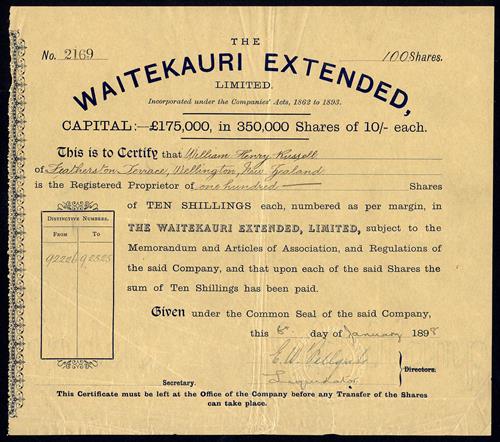 THE
No. 2169 100 Shares.
WAITEKAURI EXTENDED,
LIMITED.
Incorporated under the Companies' Acts, 1862 to 1893.
CAPITAL:—£175,000, in 350,000 Shares of 10/- each.
This is to Certify that William Henry Russell
of Featherston Terrace, Wellington, New Zealand
is the Registered Proprietor of one hundred Shares
of TEN SHILLINGS each, numbered as per margin, in
THE WAITEKAURI EXTENDED, LIMITED, subject to the
Memorandum and Articles of Association, and Regulations of
the said Company, and that upon each of the said Shares the
sum of Ten Shillings has been paid.
DISTINCTIVE NUMBERS.
FROM TO
92226 92325
Given under the Common Seal of the said Company,
this 8 day of January 1898
Directors.
Liquidator.
Secretary.
This Certificate must be left at the Office of the Company before any Transfer of the Shares
can take place.